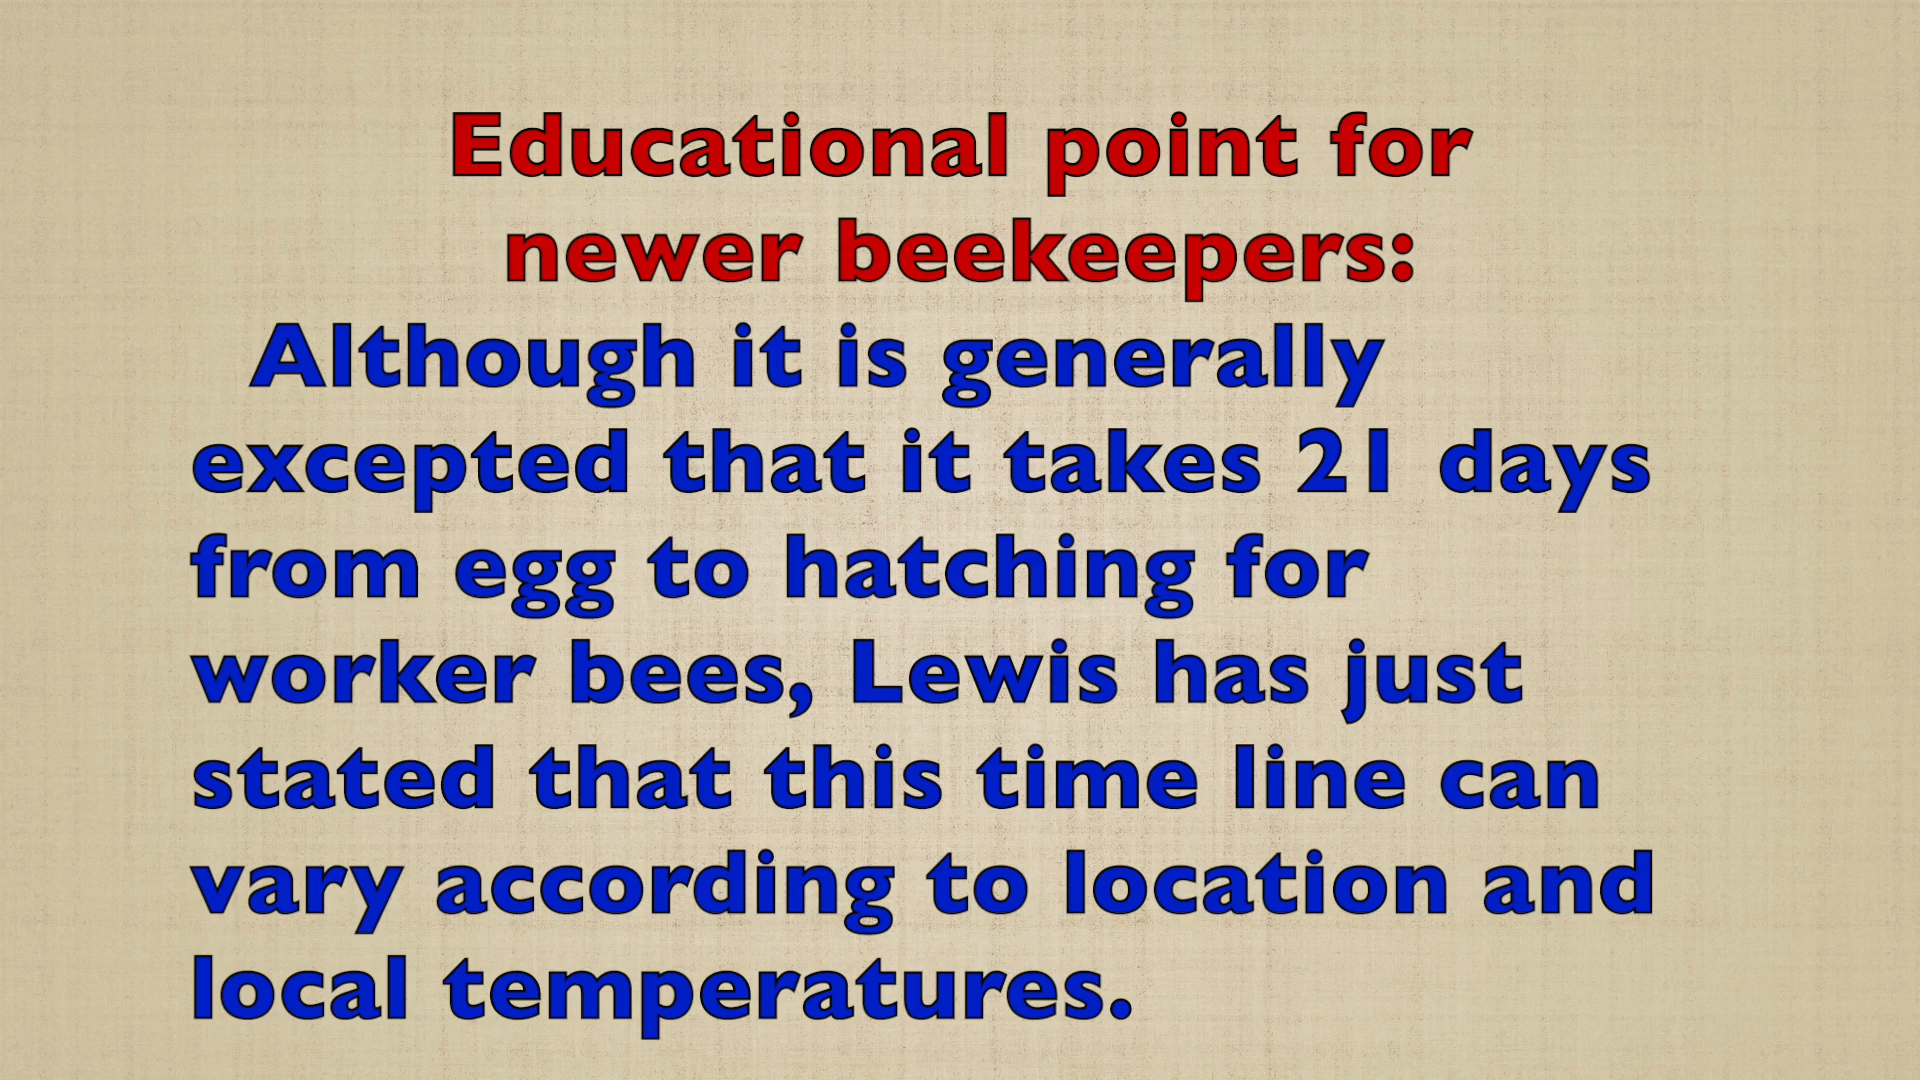 Educational point for
newer beekeepers:
Although it is generally
excepted that it takes 21 days
from egg to hatching for
worker bees, Lewis has just
stated that this time line can
vary according to location and
local temperatures.